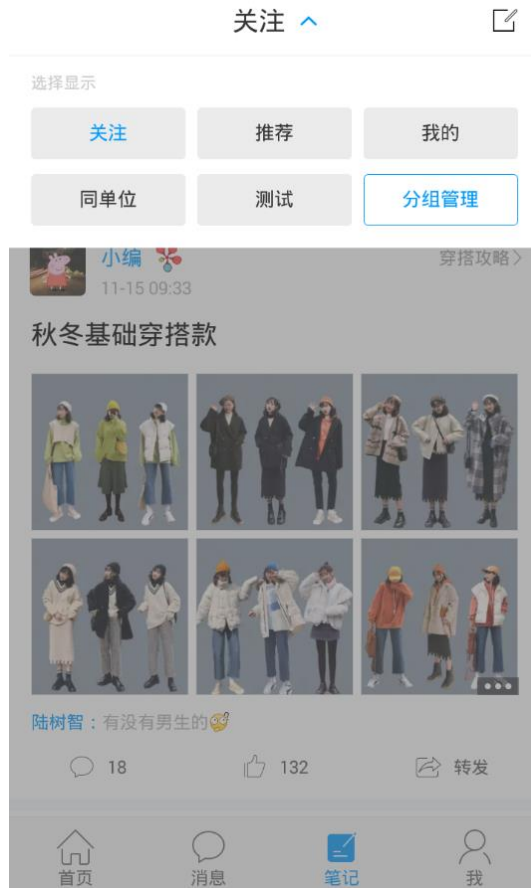 关注
选择显示
关注 推荐 我的
同单位 测试 分组管理
小编 穿搭攻略
11-15 09:33
秋冬基础穿搭款
陆树智：有没有男生的
18 132 转发
首页 消息 笔记 我